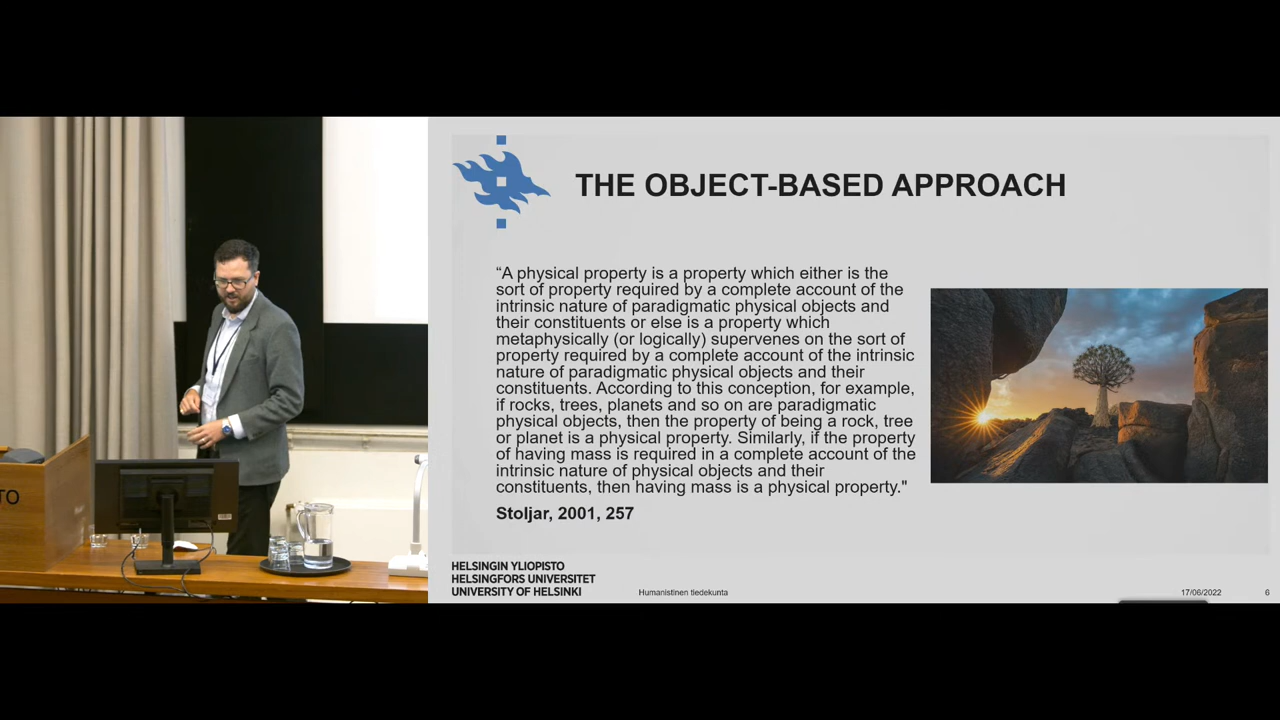 THE OBJECT-BASED APPROACH
“A physical property is a property which either is the
sort of property required by a complete account of the
intrinsic nature of paradigmatic physical objects and
their constituents or else is a property which
metaphysically (or logically) supervenes on the sort of
property required by a complete account of the intrinsic
nature of paradigmatic physical objects and their
constituents. According to this conception, for example,
if rocks, trees, planets and so on are paradigmatic
physical objects, then the property of being a rock, tree
or planet is a physical property. Similarly, if the property
of having mass is required in a complete account of the
intrinsic nature of physical objects and their
constituents, then having mass is a physical property."
Stoljar, 2001, 257
HELSINGIN YLIOPISTO
HELSINGFORS UNIVERSITET
UNIVERSITY OF HELSINKI
Humanistinen tiedekunta
17/06/2022
6
TO